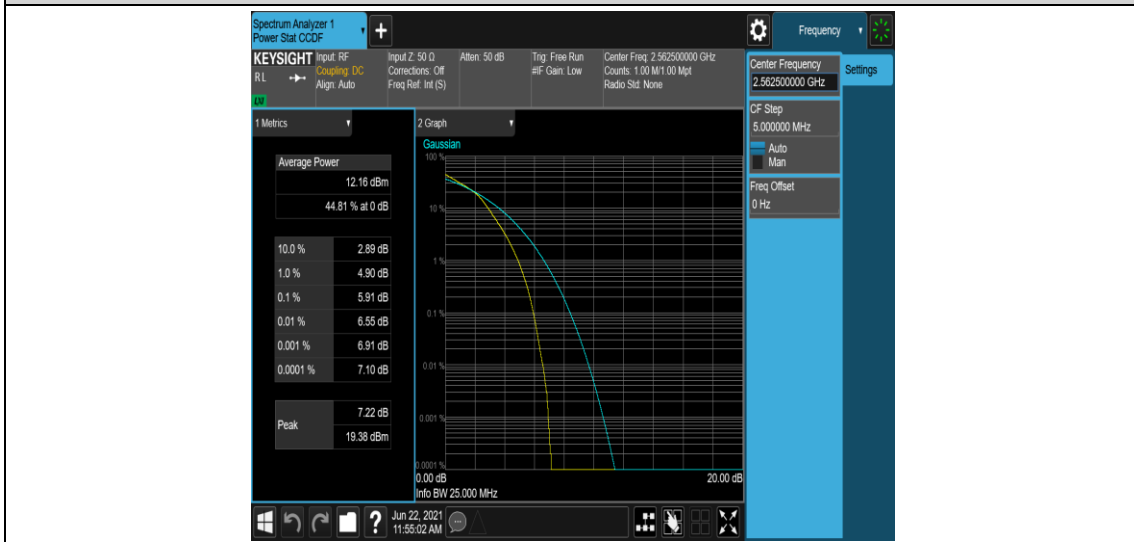 Spectrum Analyzer 1
Power Stat CCDF
+
Frequency
KEYSIGHT
RL
LXI
Input: RF
Coupling: DC
Align: Auto
Input Z: 50 Ω
Corrections: Off
Freq Ref: Int (S)
Atten: 50 dB
Trig: Free Run
#IF Gain: Low
Center Freq: 2.562500000 GHz
Counts: 1.00 M/1.00 Mpt
Radio Std: None
Center Frequency
2.562500000 GHz
Settings
CF Step
5.000000 MHz
Auto
Man
Freq Offset
0 Hz
1 Metrics
Average Power
12.16 dBm
44.81 % at 0 dB
10.0 % 2.89 dB
1.0 % 4.90 dB
0.1 % 5.91 dB
0.01 % 6.55 dB
0.001 % 6.91 dB
0.0001 % 7.10 dB
Peak
7.22 dB
19.38 dBm
2 Graph
Gaussian
100 %
10 %
1 %
0.1 %
0.01 %
0.001 %
0.0001 %
0.00 dB 20.00 dB
Info BW 25.000 MHz
?
Jun 22, 2021
11:55:02 AM